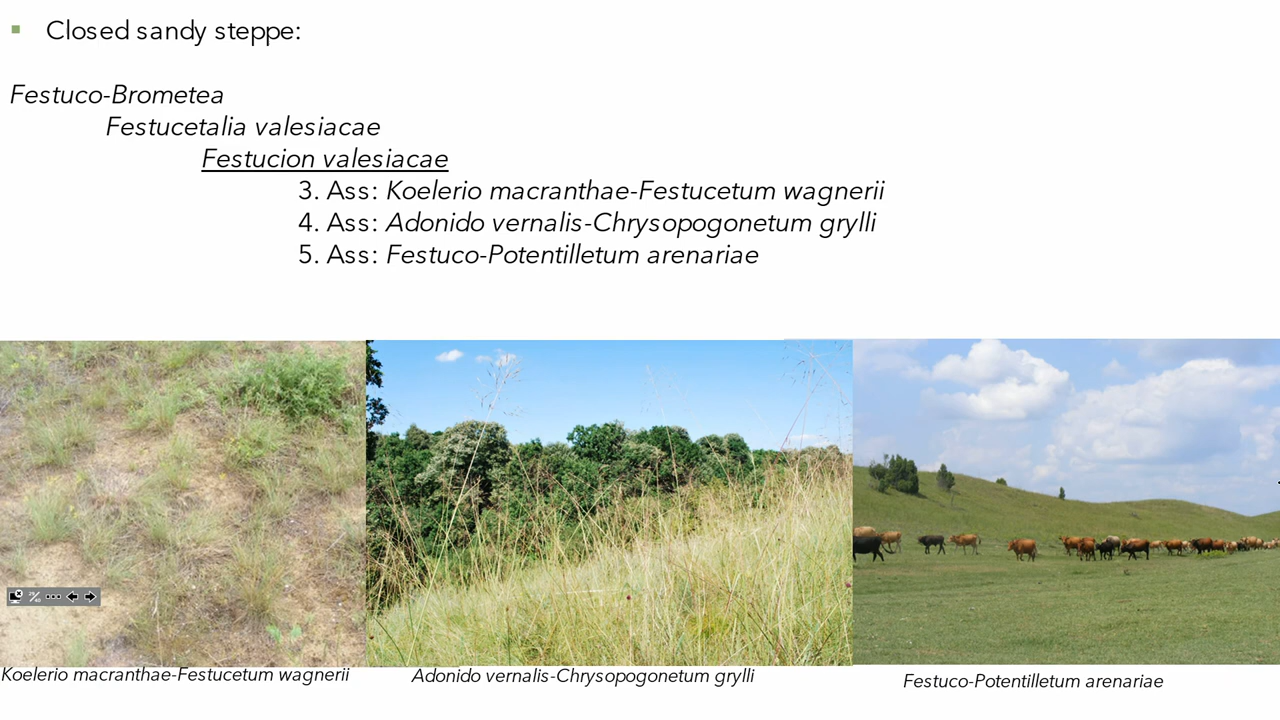 Closed sandy steppe:
Festuco-Brometea
Festucetalia valesiacae
Festucion valesiacae
3. Ass: Koelerio macranthae-Festucetum wagnerii
4. Ass: Adonido vernalis-Chrysopogonetum grylli
5. Ass: Festuco-Potentilletum arenariae
Koelerio macranthae-Festucetum wagnerii
Adonido vernalis-Chrysopogonetum grylli
Festuco-Potentilletum arenariae